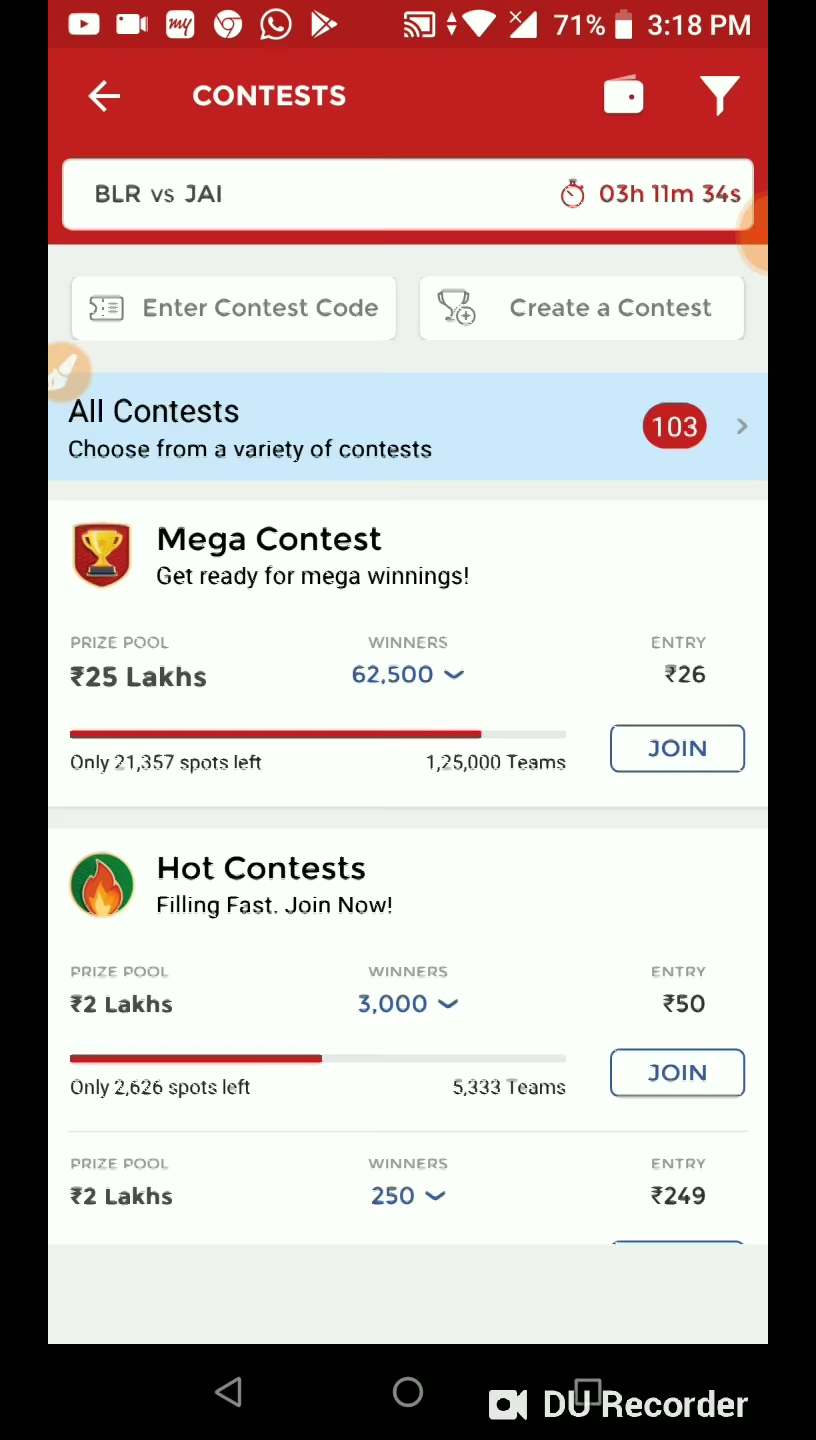 my 71% 3:18 PM
CONTESTS
BLR vs JAI 03h 11m 34s
Enter Contest Code Create a Contest
All Contests
Choose from a variety of contests
103
Mega Contest
Get ready for mega winnings!
PRIZE POOL WINNERS ENTRY
₹25 Lakhs 62,500 ₹26
Only 21,357 spots left 1,25,000 Teams JOIN
Hot Contests
Filling Fast. Join Now!
PRIZE POOL WINNERS ENTRY
₹2 Lakhs 3,000 ₹50
Only 2,626 spots left 5,333 Teams JOIN
PRIZE POOL WINNERS ENTRY
₹2 Lakhs 250 ₹249
DU Recorder